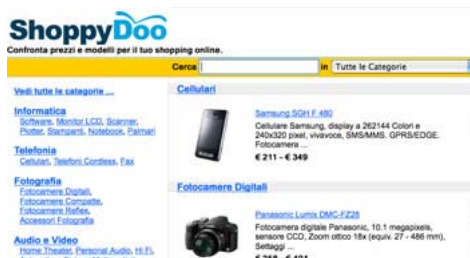 ShoppyDoo
Confronta prezzi e modelli per il tuo shopping online.
Cerca in Tutte le Categorie
Vedi tutte le categorie ...
Informatica
Software, Monitor LCD, Scanner,
Plotter, Stampanti, Notebook, Palmari
Telefonia
Cellulari, Telefoni Cordless, Fax
Fotografia
Fotocamere Digitali,
Fotocamere Compatte,
Fotocamere Reflex,
Accessori Fotografia
Audio e Video
Home Theater, Personal Audio, Hi Fi,
Cellulari
Samsung SGH F 480
Cellulare Samsung, display a 262144 Colori e
240x320 pixel, vivavoce, SMS/MMS. GPRS/EDGE.
Fotocamera ...
€ 211 - € 349
Fotocamere Digitali
Panasonic Lumix DMC-FZ28
Fotocamera digitale Panasonic, 10.1 megapixels,
sensore CCD, Zoom ottico 18x (equiv. 27 - 486 mm),
Settaggi ...